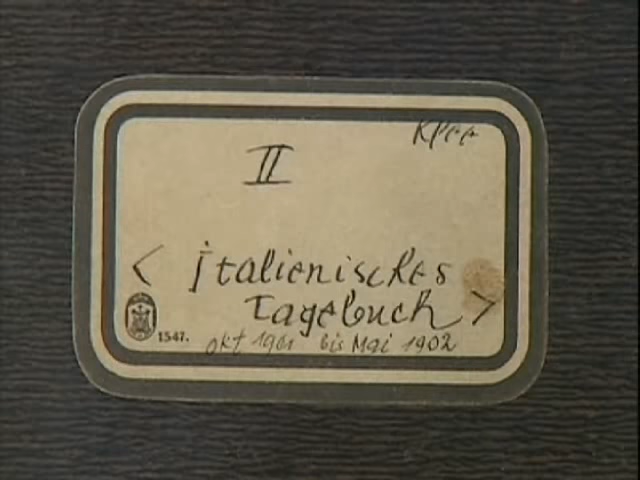 Klee
II
< italienisches
Tagebuch >
1547.
okt 1901 bis Mai 1902